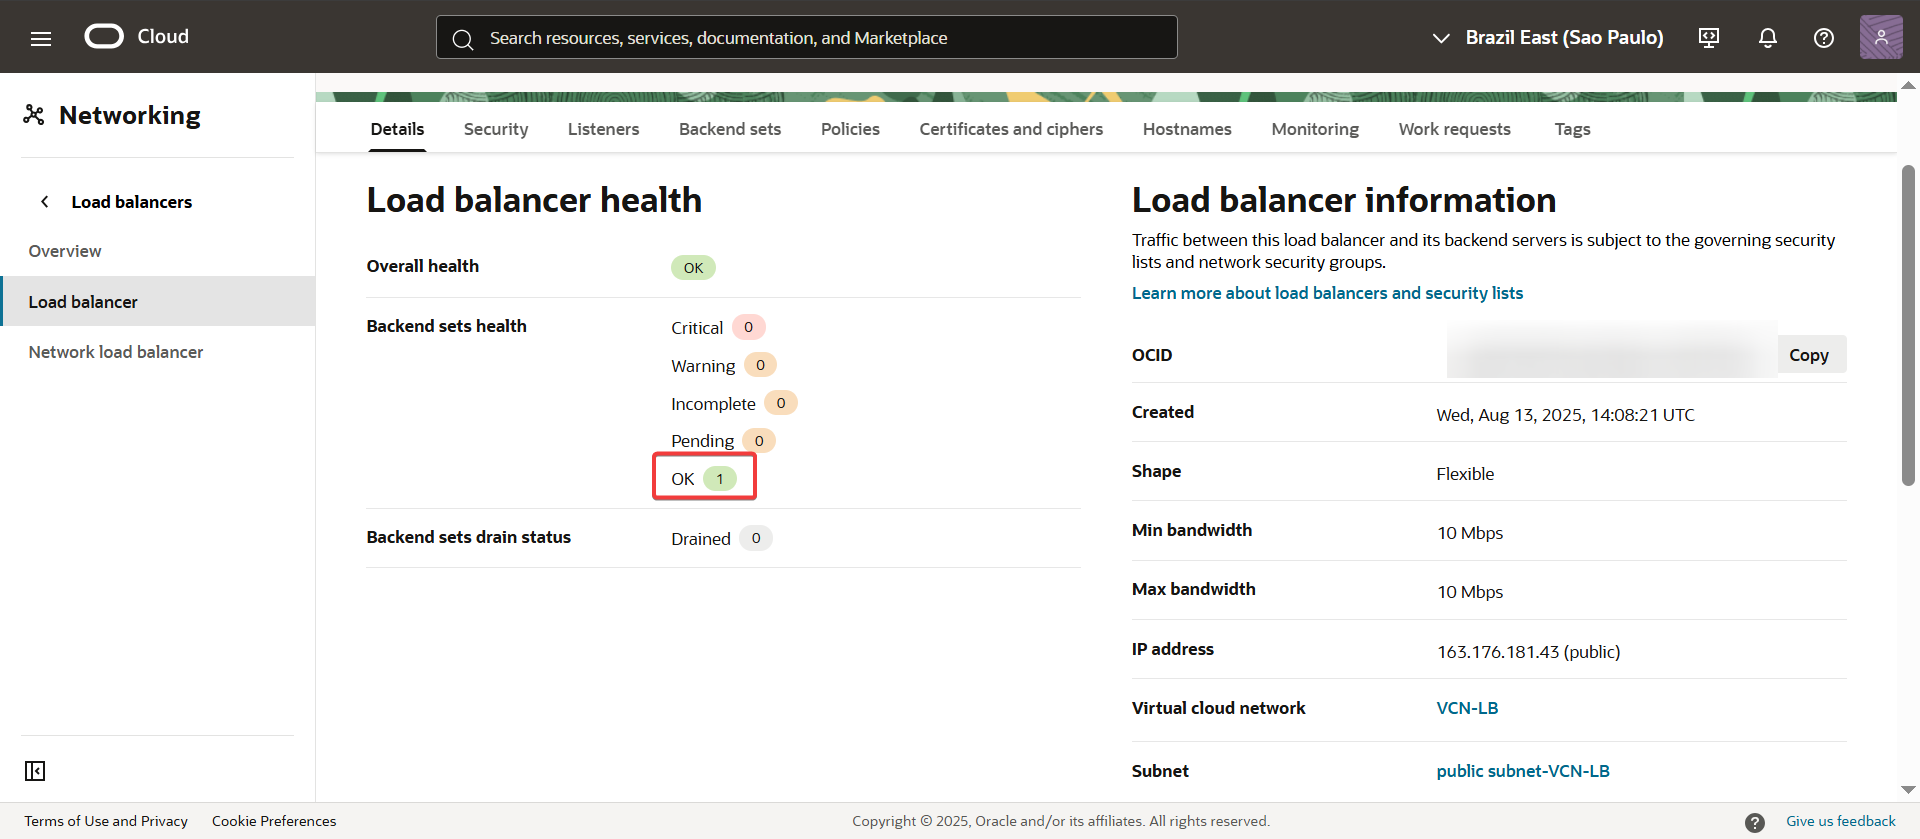 Cloud
Search resources, services, documentation, and Marketplace
Brazil East (Sao Paulo)
Networking
Load balancers
Overview
Load balancer
Network load balancer
Details Security Listeners Backend sets Policies Certificates and ciphers Hostnames Monitoring Work requests Tags
Load balancer health
Overall health OK
Backend sets health Critical 0
Warning 0
Incomplete 0
Pending 0
OK 1
Backend sets drain status Drained 0
Load balancer information
Traffic between this load balancer and its backend servers is subject to the governing security
lists and network security groups.
Learn more about load balancers and security lists
OCID Copy
Created Wed, Aug 13, 2025, 14:08:21 UTC
Shape Flexible
Min bandwidth 10 Mbps
Max bandwidth 10 Mbps
IP address 163.176.181.43 (public)
Virtual cloud network VCN-LB
Subnet public subnet-VCN-LB
Terms of Use and Privacy Cookie Preferences Copyright © 2025, Oracle and/or its affiliates. All rights reserved. Give us feedback